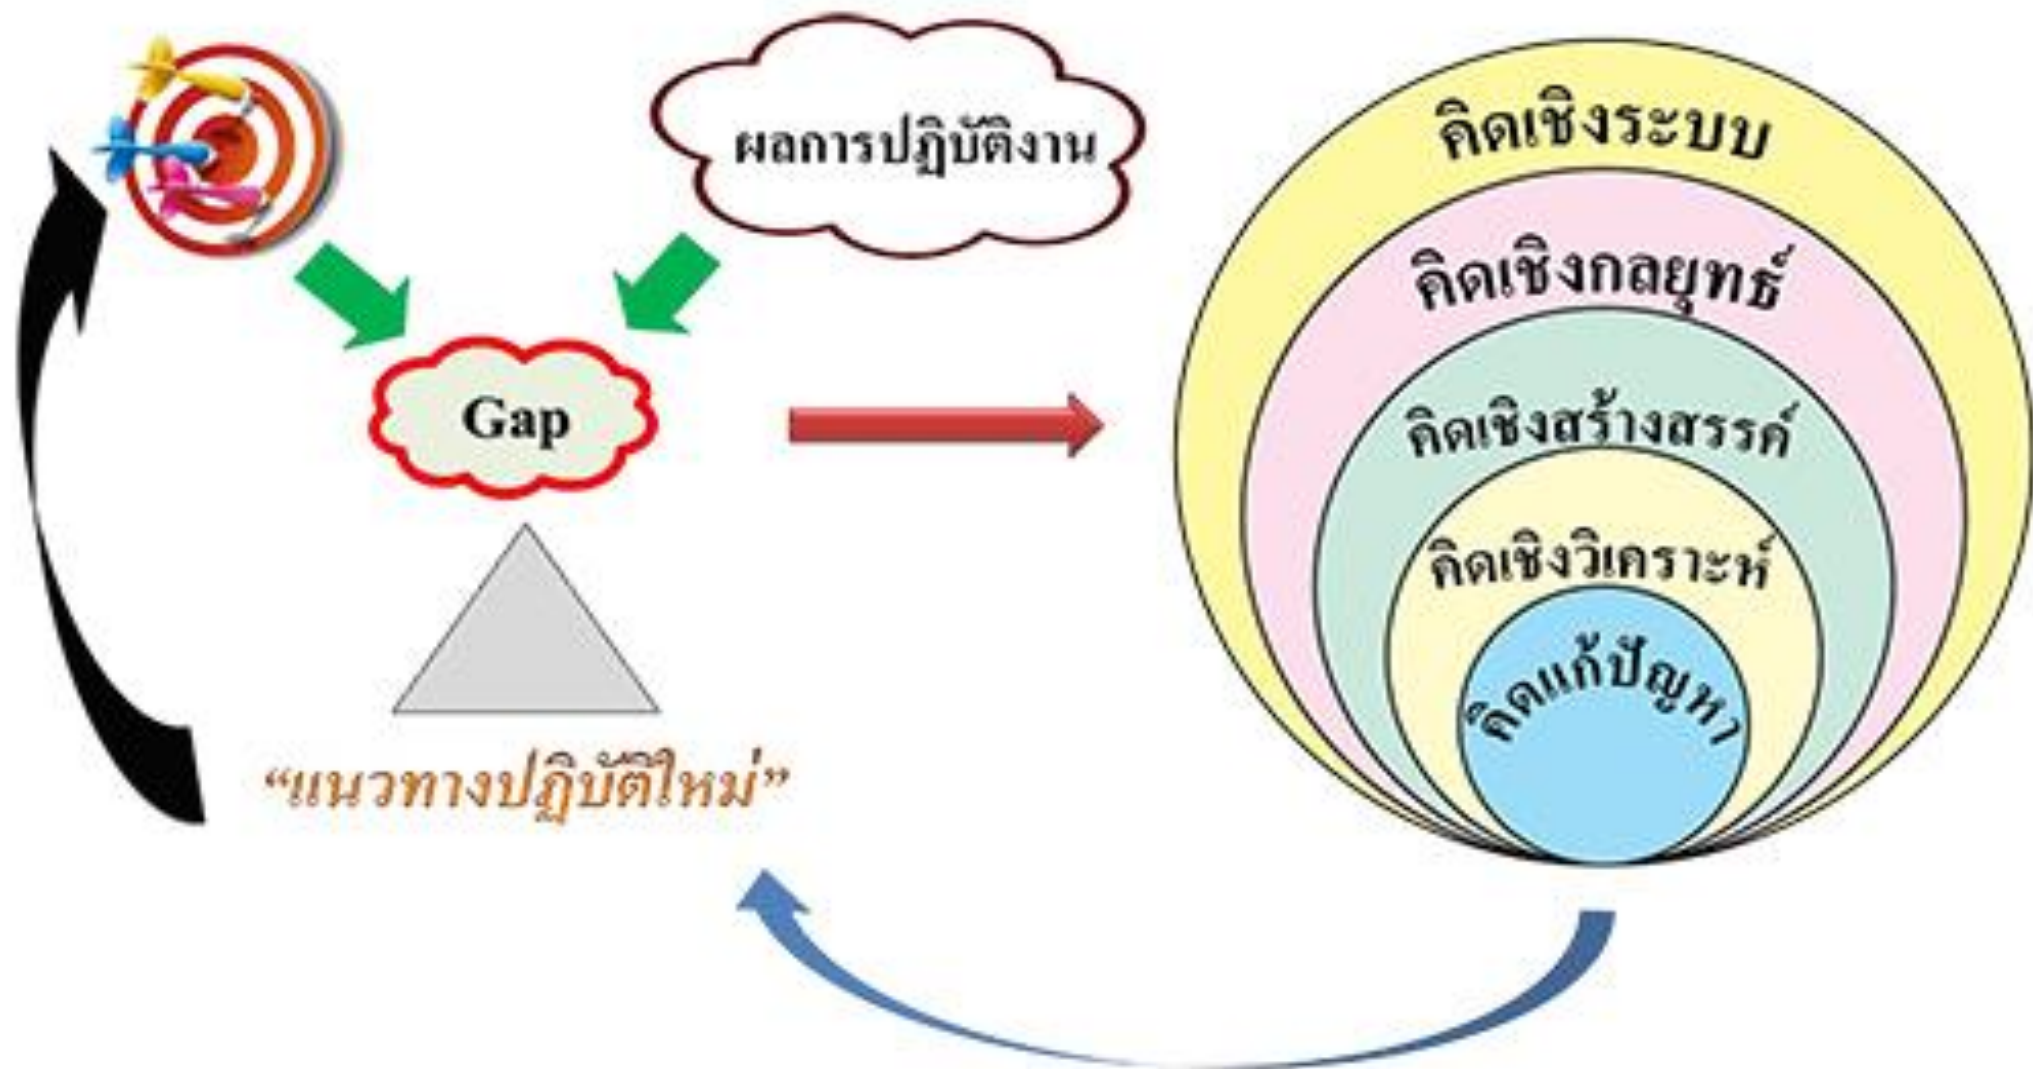 ผลการปฏิบัติงาน
Gap
“แนวทางปฏิบัติใหม่”
คิดเชิงระบบ
คิดเชิงกลยุทธ์
คิดเชิงสร้างสรรค์
คิดเชิงวิเคราะห์
คิดแก้ปัญหา